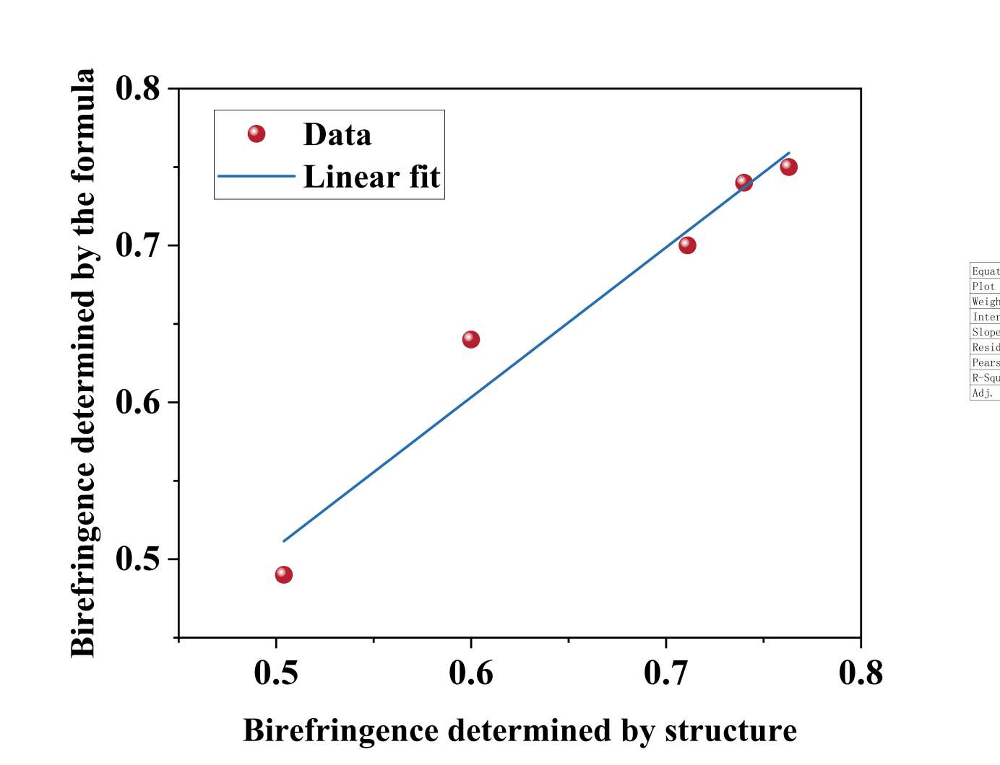 Birefringence determined by the formula
0.8
0.7
0.6
0.5
Data
Linear fit
0.5 0.6 0.7 0.8
Birefringence determined by structure
Equat
Plot
Weigh
Inter
Slope
Resid
Pears
R-Squ
Adj.